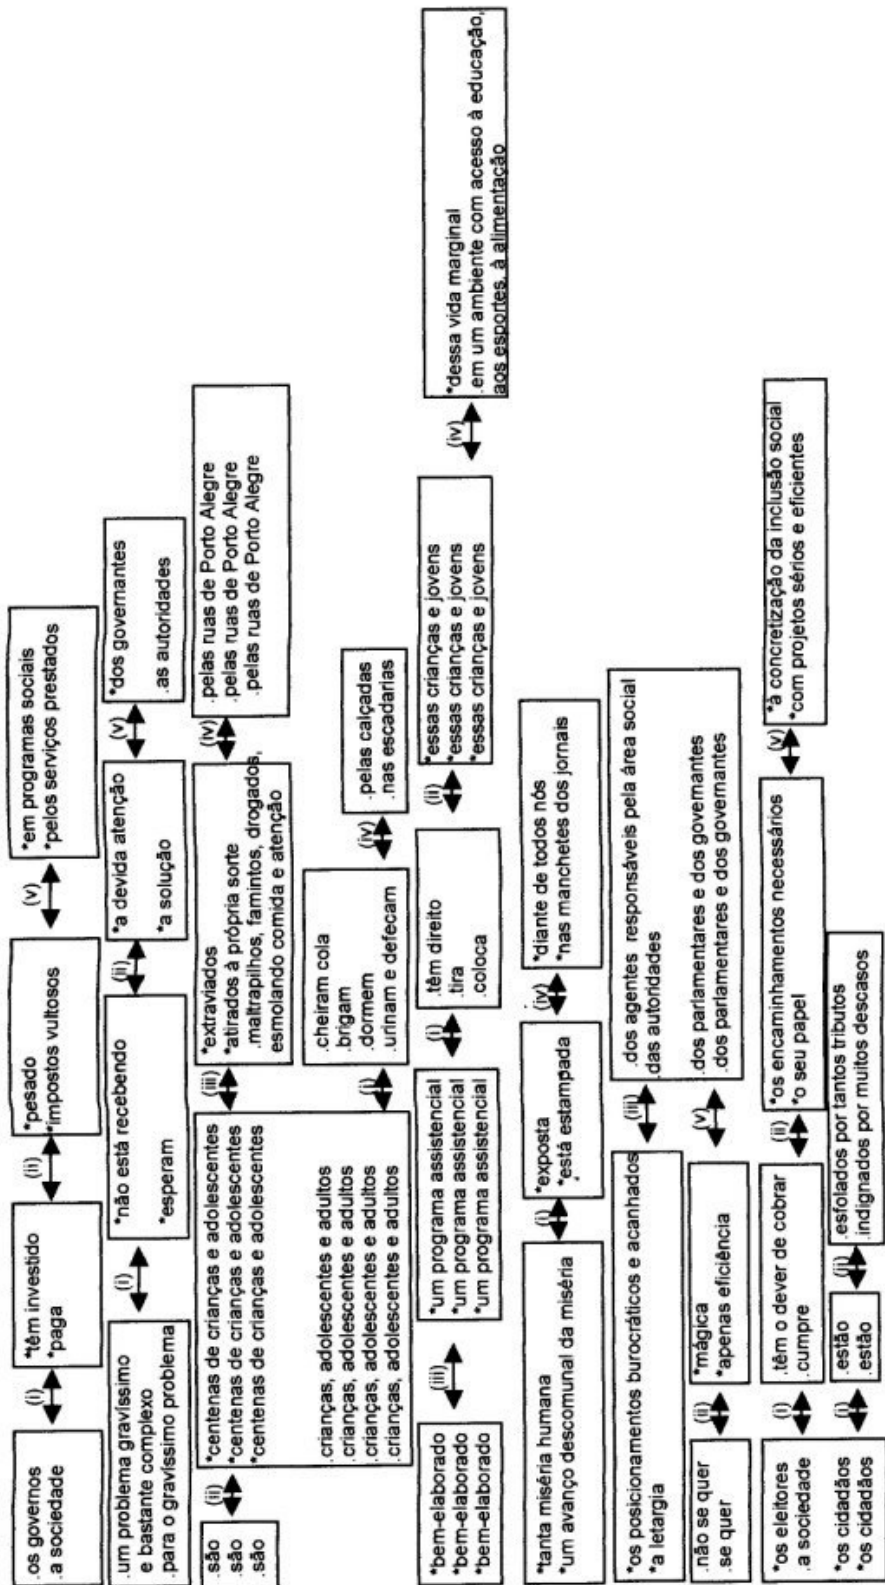 .os governos
.a sociedade
(i)
*têm investido
*paga
(ii)
*pesado
*impostos vultosos
(v)
*em programas sociais
*pelos serviços prestados
.um problema gravíssimo
e bastante complexo
.para o gravíssimo problema
(i)
*não está recebendo
*esperam
(ii)
*a devida atenção
*a solução
(v)
*dos governantes
.as autoridades
.são
.são
.são
(ii)
*centenas de crianças e adolescentes
*centenas de crianças e adolescentes
*centenas de crianças e adolescentes
(iii)
*extraviados
*atirados à própria sorte
.maltrapilhos, famintos, drogados,
esmolando comida e atenção
(iv)
.pelas ruas de Porto Alegre
.pelas ruas de Porto Alegre
.pelas ruas de Porto Alegre
.crianças, adolescentes e adultos
.crianças, adolescentes e adultos
.crianças, adolescentes e adultos
.crianças, adolescentes e adultos
(i)
.cheiram cola
.brigam
.dormem
.urinam e defecam
(iv)
.pelas calçadas
.nas escadarias
*bem-elaborado
*bem-elaborado
*bem-elaborado
(iii)
*um programa assistencial
*um programa assistencial
*um programa assistencial
(i)
.têm direito
.tira
.coloca
(ii)
*essas crianças e jovens
*essas crianças e jovens
*essas crianças e jovens
(iv)
*dessa vida marginal
.em um ambiente com acesso à educação,
aos esportes, à alimentação
*tanta miséria humana
*um avanço descomunal da miséria
(i)
*exposta
*está estampada
(iv)
*diante de todos nós
*nas manchetes dos jornais
*os posicionamentos burocráticos e acanhados
*a letargia
(iii)
.dos agentes responsáveis pela área social
.das autoridades
.não se quer
.se quer
(ii)
*mágica
*apenas eficiência
(v)
.dos parlamentares e dos governantes
.dos parlamentares e dos governantes
*os eleitores
.a sociedade
(i)
.têm o dever de cobrar
.cumpre
(ii)
*os encaminhamentos necessários
*o seu papel
(v)
*à concretização da inclusão social
*com projetos sérios e eficientes
*os cidadãos
*os cidadãos
(i)
.estão
.estão
(ii)
.esfolados por tantos tributos
.indignados por muitos descasos